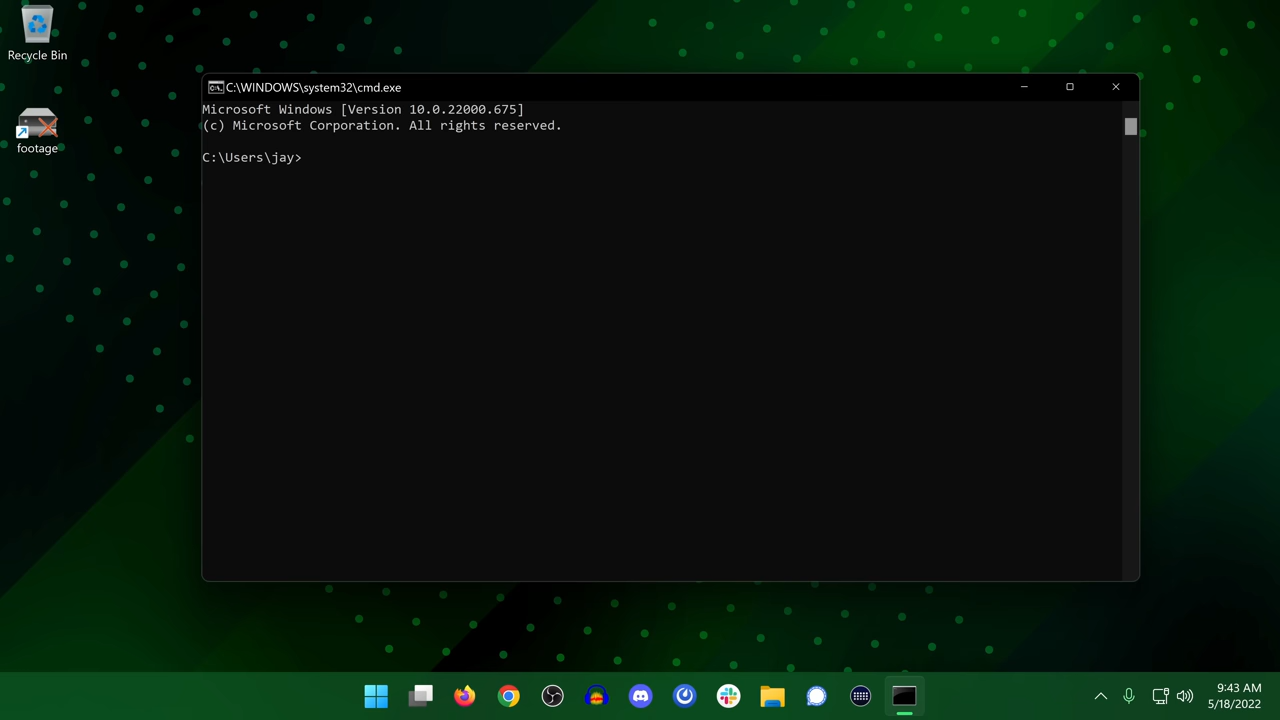 Recycle Bin
footage
C:\WINDOWS\system32\cmd.exe
Microsoft Windows [Version 10.0.22000.675]
(c) Microsoft Corporation. All rights reserved.
C:\Users\jay>
9:43 AM
5/18/2022